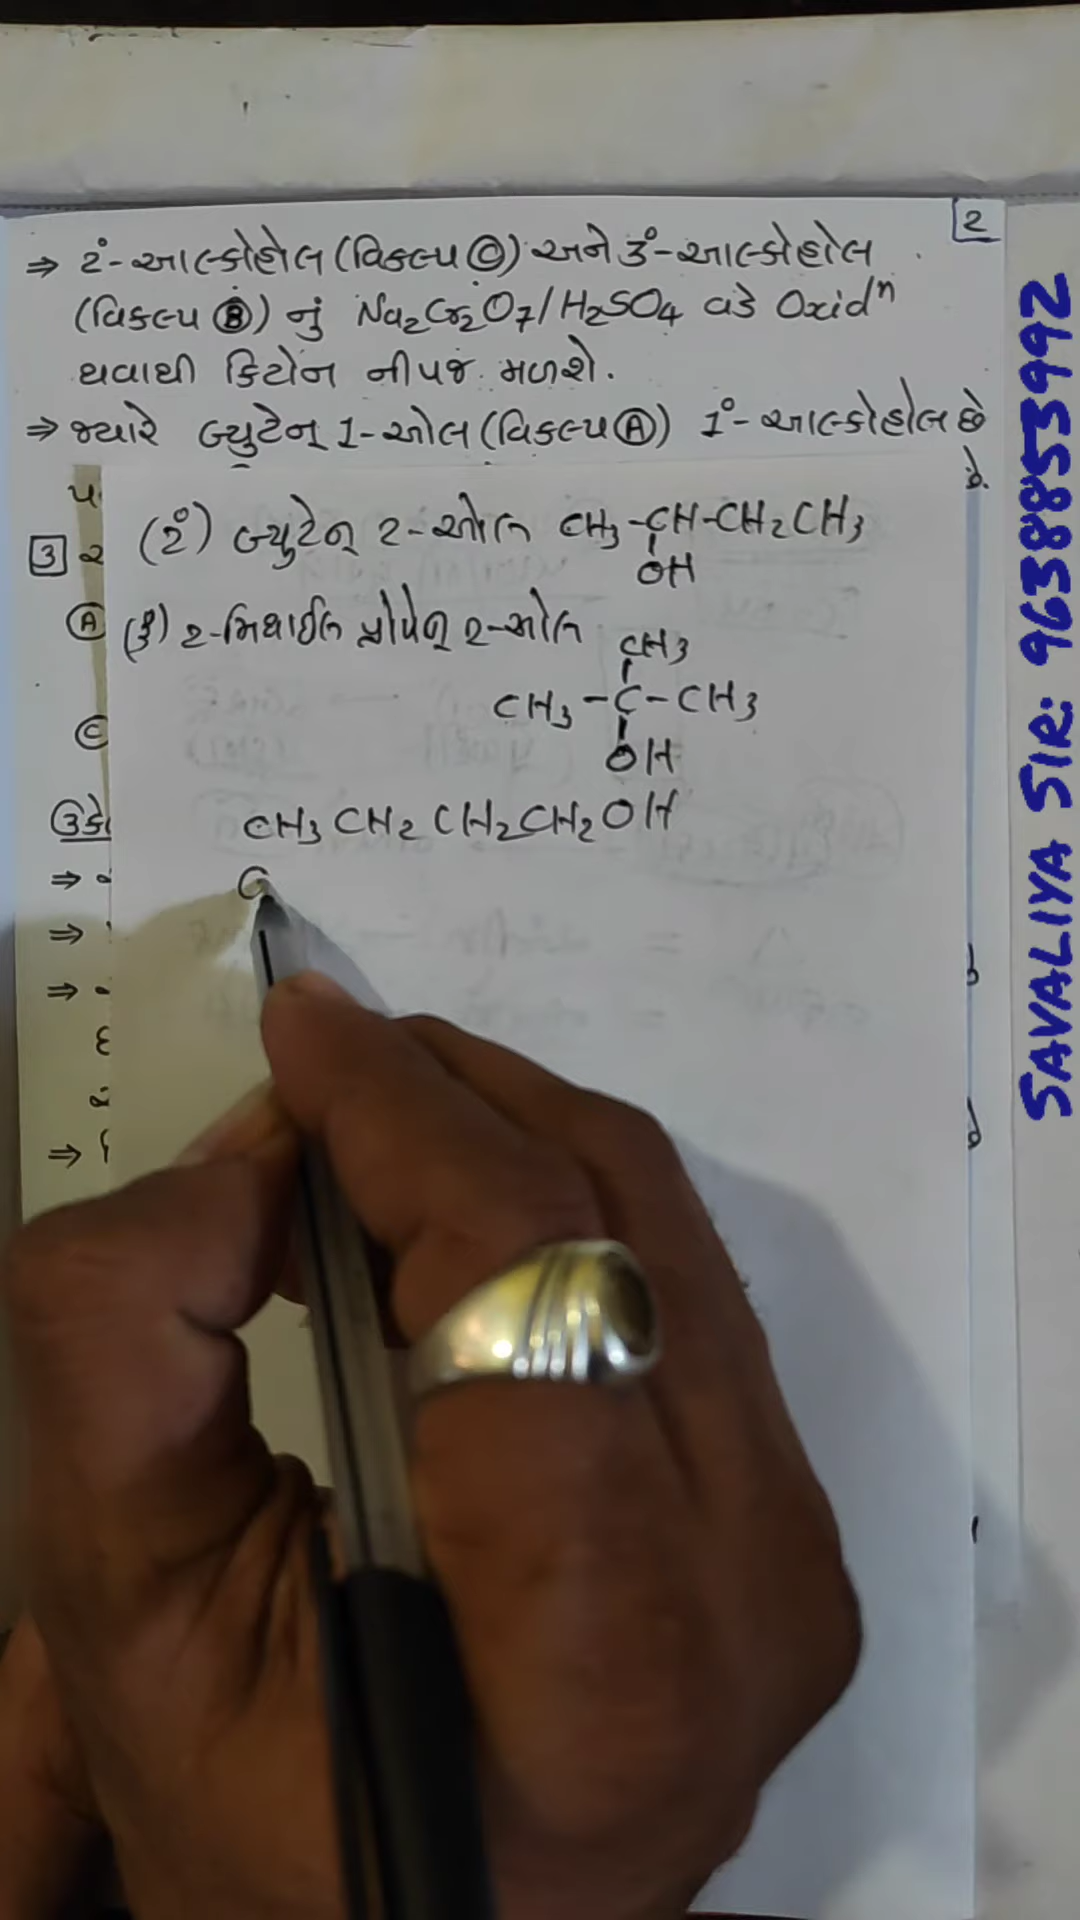 2
⇒ 2°-આલ્કોહોલ (વિકલ્પ Ⓒ) અને 3°-આલ્કોહોલ
(વિકલ્પ Ⓑ) નું Na2Cr2O7/H2SO4 વડે Oxidⁿ
થવાથી કિટોન નીપજ મળશે.
⇒ જ્યારે બ્યુટેન્ 1-ઓલ (વિકલ્પ Ⓐ) 1°-આલ્કોહોલ છે
(2°) બ્યુટેન્ 2-ઓલ CH3-CH-CH2CH3
OH
3
A (3°) 2-મિથાઈલ પ્રોપેન્ 2-ઓલ
CH3
CH3-C-CH3
OH
C
CH3CH2CH2CH2OH
ઉકે
⇒
⇒
⇒
⇒
SAVALIYA SIR: 9638853992